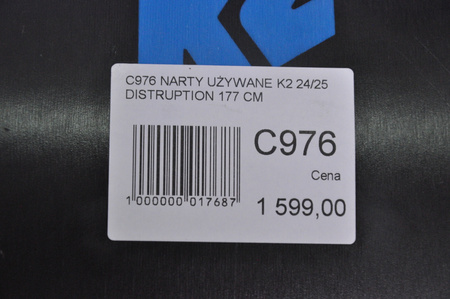 C976 NARTY UŻYWANE K2 24/25
DISTRUPTION 177 CM
C976
Cena
1 000000 017687
1 599,00